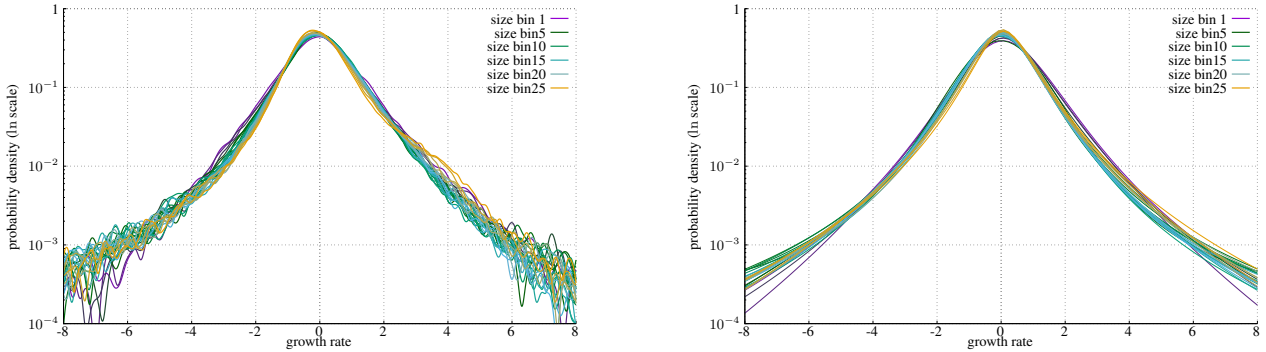 1
10⁻¹
10⁻²
10⁻³
10⁻⁴
-8
-6
-4
-2
0
2
4
6
8
growth rate
probability density (ln scale)
size bin 1
size bin5
size bin10
size bin15
size bin20
size bin25
1
10⁻¹
10⁻²
10⁻³
10⁻⁴
-8
-6
-4
-2
0
2
4
6
8
growth rate
probability density (ln scale)
size bin 1
size bin5
size bin10
size bin15
size bin20
size bin25